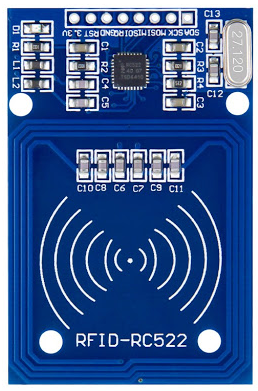 C13
SDA SCK MOSI MISO IRQ GND RST 3.3V
27.120
D1
R1
L1
L2
C1
R2
C4
C5
C2
R3
R4
C3
C12
C10 C8 C6 C7 C9 C11
RFID-RC522